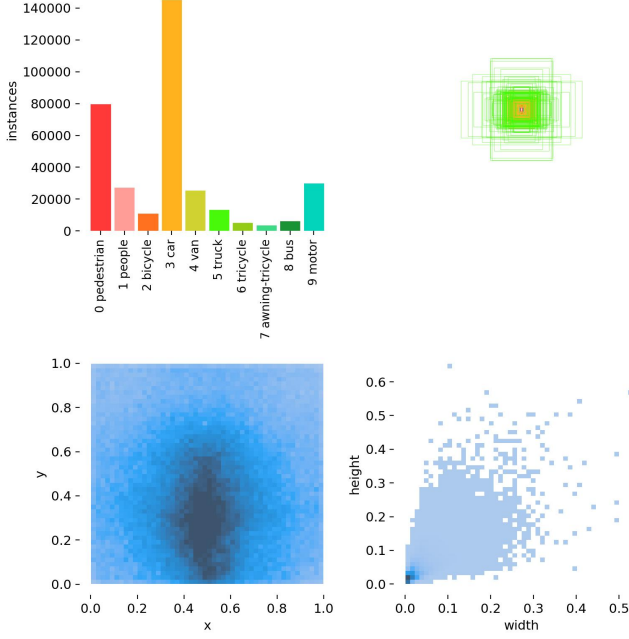 140000
120000
100000
80000
60000
40000
20000
0
instances
0 pedestrian
1 people
2 bicycle
3 car
4 van
5 truck
6 tricycle
7 awning-tricycle
8 bus
9 motor
1.0
0.8
0.6
0.4
0.2
0.0
y
0.0 0.2 0.4 0.6 0.8 1.0
x
0.6
0.5
0.4
0.3
0.2
0.1
0.0
height
0.0 0.1 0.2 0.3 0.4 0.5
width